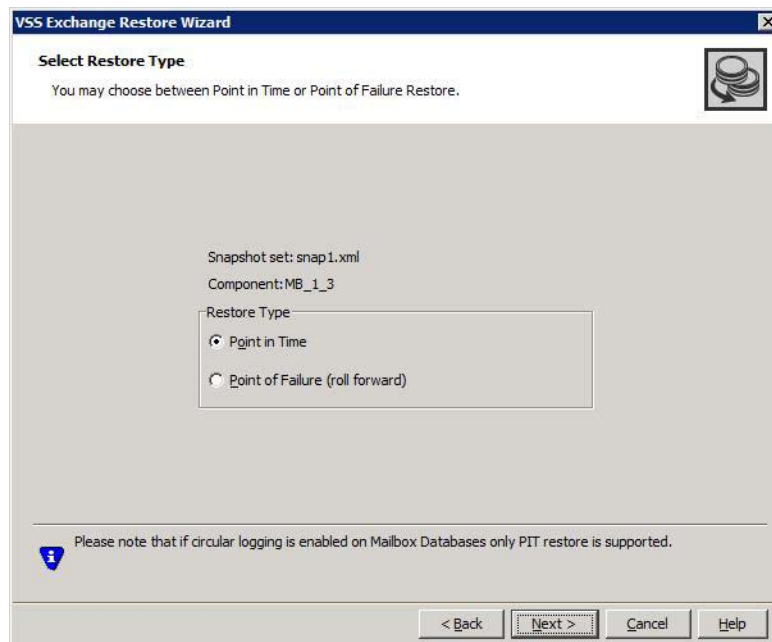 VSS Exchange Restore Wizard
Select Restore Type
You may choose between Point in Time or Point of Failure Restore.
Snapshot set: snap1.xml
Component:MB_1_3
Restore Type
Point in Time
Point of Failure (roll forward)
Please note that if circular logging is enabled on Mailbox Databases only PIT restore is supported.
< Back Next > Cancel Help